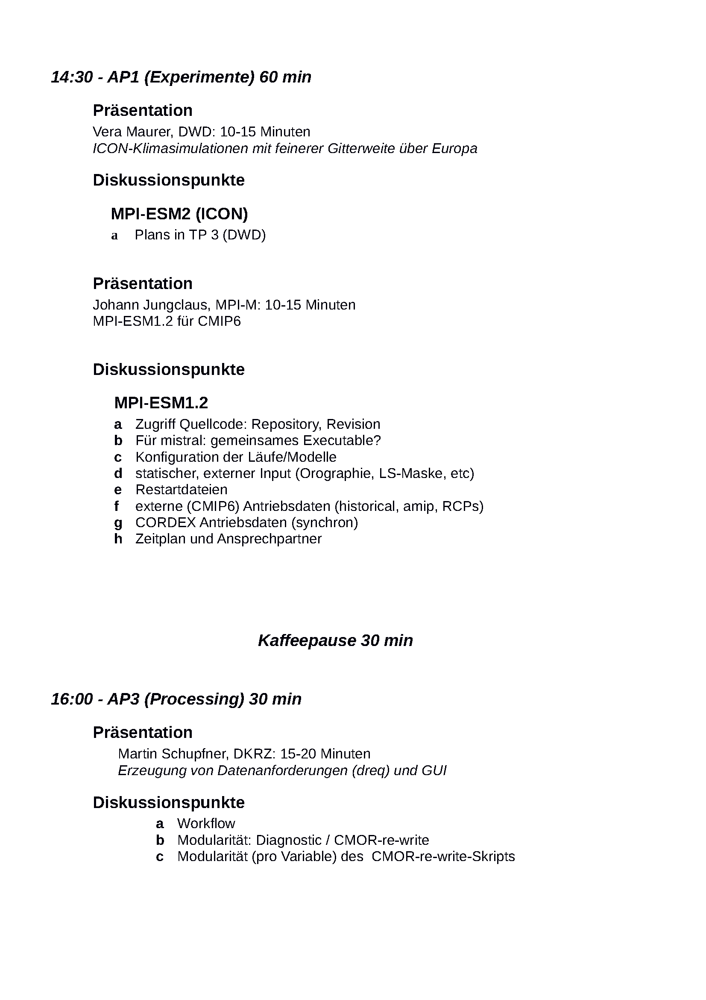 14:30 - AP1 (Experimente) 60 min
Präsentation
Vera Maurer, DWD: 10-15 Minuten
ICON-Klimasimulationen mit feinerer Gitterweite über Europa
Diskussionspunkte
MPI-ESM2 (ICON)
a Plans in TP 3 (DWD)
Präsentation
Johann Jungclaus, MPI-M: 10-15 Minuten
MPI-ESM1.2 für CMIP6
Diskussionspunkte
MPI-ESM1.2
a Zugriff Quellcode: Repository, Revision
b Für mistral: gemeinsames Executable?
c Konfiguration der Läufe/Modelle
d statischer, externer Input (Orographie, LS-Maske, etc)
e Restartdateien
f externe (CMIP6) Antriebsdaten (historical, amip, RCPs)
g CORDEX Antriebsdaten (synchron)
h Zeitplan und Ansprechpartner
Kaffeepause 30 min
16:00 - AP3 (Processing) 30 min
Präsentation
Martin Schupfner, DKRZ: 15-20 Minuten
Erzeugung von Datenanforderungen (dreq) und GUI
Diskussionspunkte
a Workflow
b Modularität: Diagnostic / CMOR-re-write
c Modularität (pro Variable) des  CMOR-re-write-Skripts